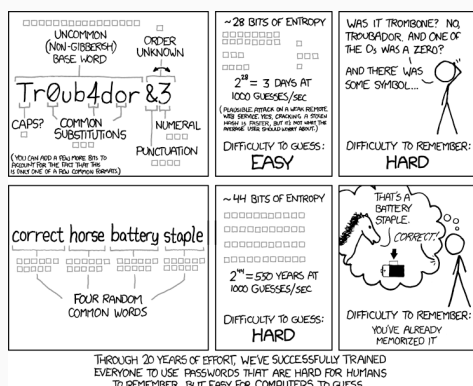 UNCOMMON
(NON-GIBBERISH)
BASE WORD
ORDER
UNKNOWN
Tr0ub4dor &3
CAPS?
COMMON
SUBSTITUTIONS
NUMERAL
PUNCTUATION
(YOU CAN ADD A FEW MORE BITS TO
ACCOUNT FOR THE FACT THAT THIS
IS ONLY ONE OF A FEW COMMON FORMATS.)
~28 BITS OF ENTROPY
2²⁸ = 3 DAYS AT
1000 GUESSES/SEC
(PLAUSIBLE ATTACK ON A WEAK REMOTE
WEB SERVICE. YES, CRACKING A STOLEN
HASH IS FASTER, BUT IT'S NOT WHAT THE
AVERAGE USER SHOULD WORRY ABOUT.)
DIFFICULTY TO GUESS:
EASY
WAS IT TROMBONE? NO,
TROUBADOR. AND ONE OF
THE Os WAS A ZERO?
AND THERE WAS
SOME SYMBOL...
DIFFICULTY TO REMEMBER:
HARD
correct horse battery staple
FOUR RANDOM
COMMON WORDS
~44 BITS OF ENTROPY
2⁴⁴ = 550 YEARS AT
1000 GUESSES/SEC
DIFFICULTY TO GUESS:
HARD
THAT'S A
BATTERY
STAPLE.
CORRECT!
DIFFICULTY TO REMEMBER:
YOU'VE ALREADY
MEMORIZED IT
THROUGH 20 YEARS OF EFFORT, WE'VE SUCCESSFULLY TRAINED
EVERYONE TO USE PASSWORDS THAT ARE HARD FOR HUMANS
TO REMEMBER, BUT EASY FOR COMPUTERS TO GUESS.